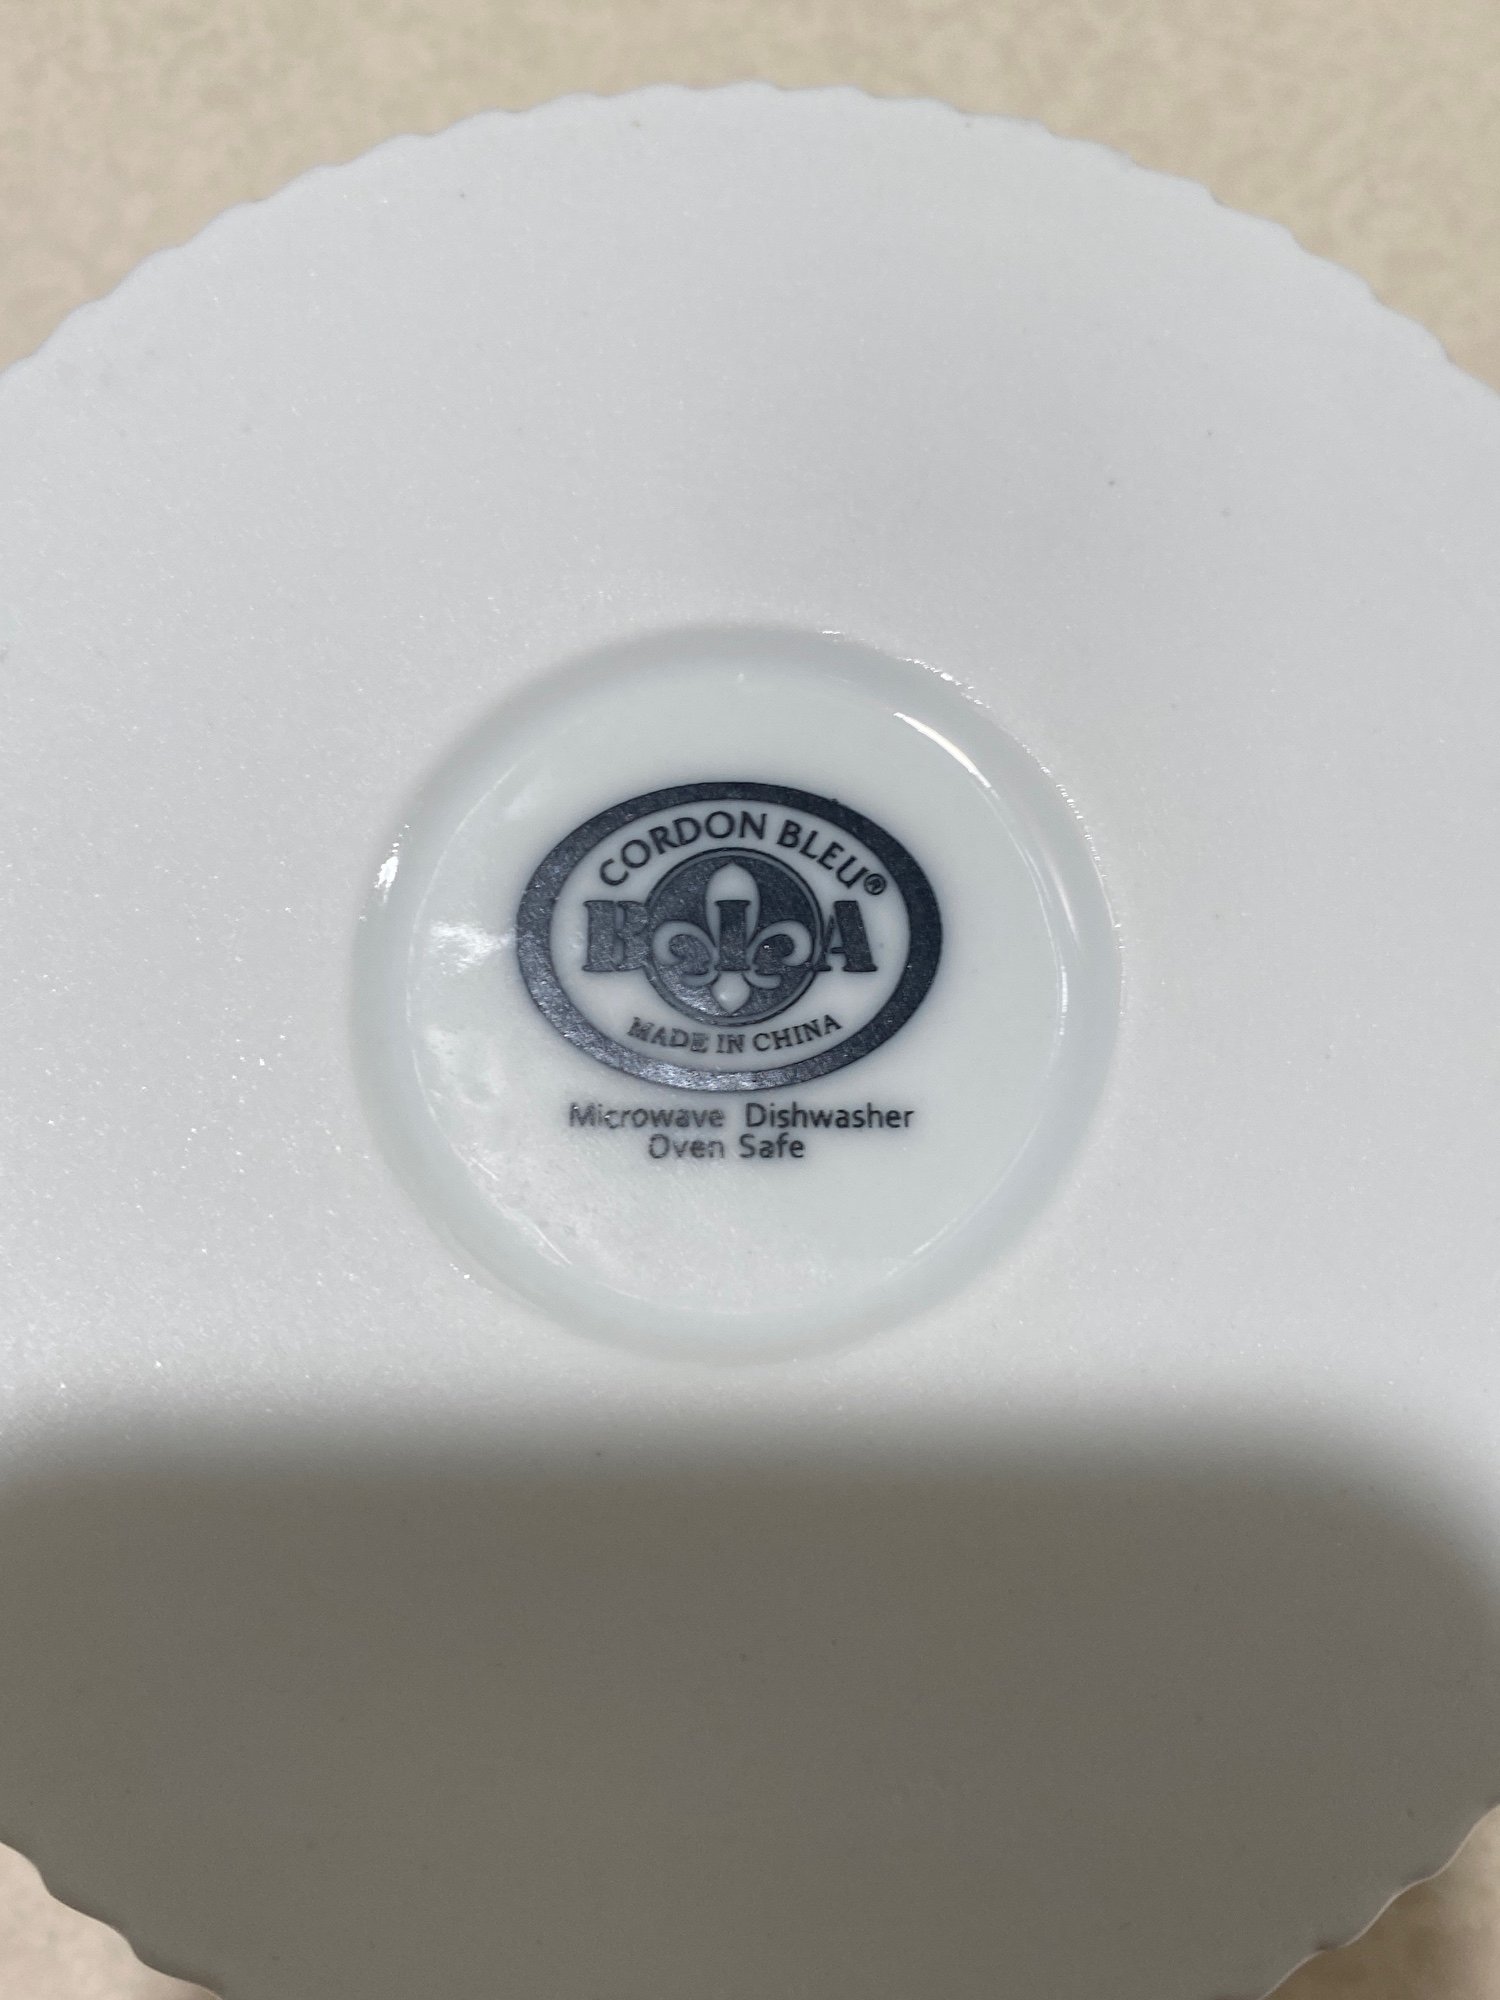 CORDON BLEU®
BIA
MADE IN CHINA
Microwave Dishwasher
Oven Safe